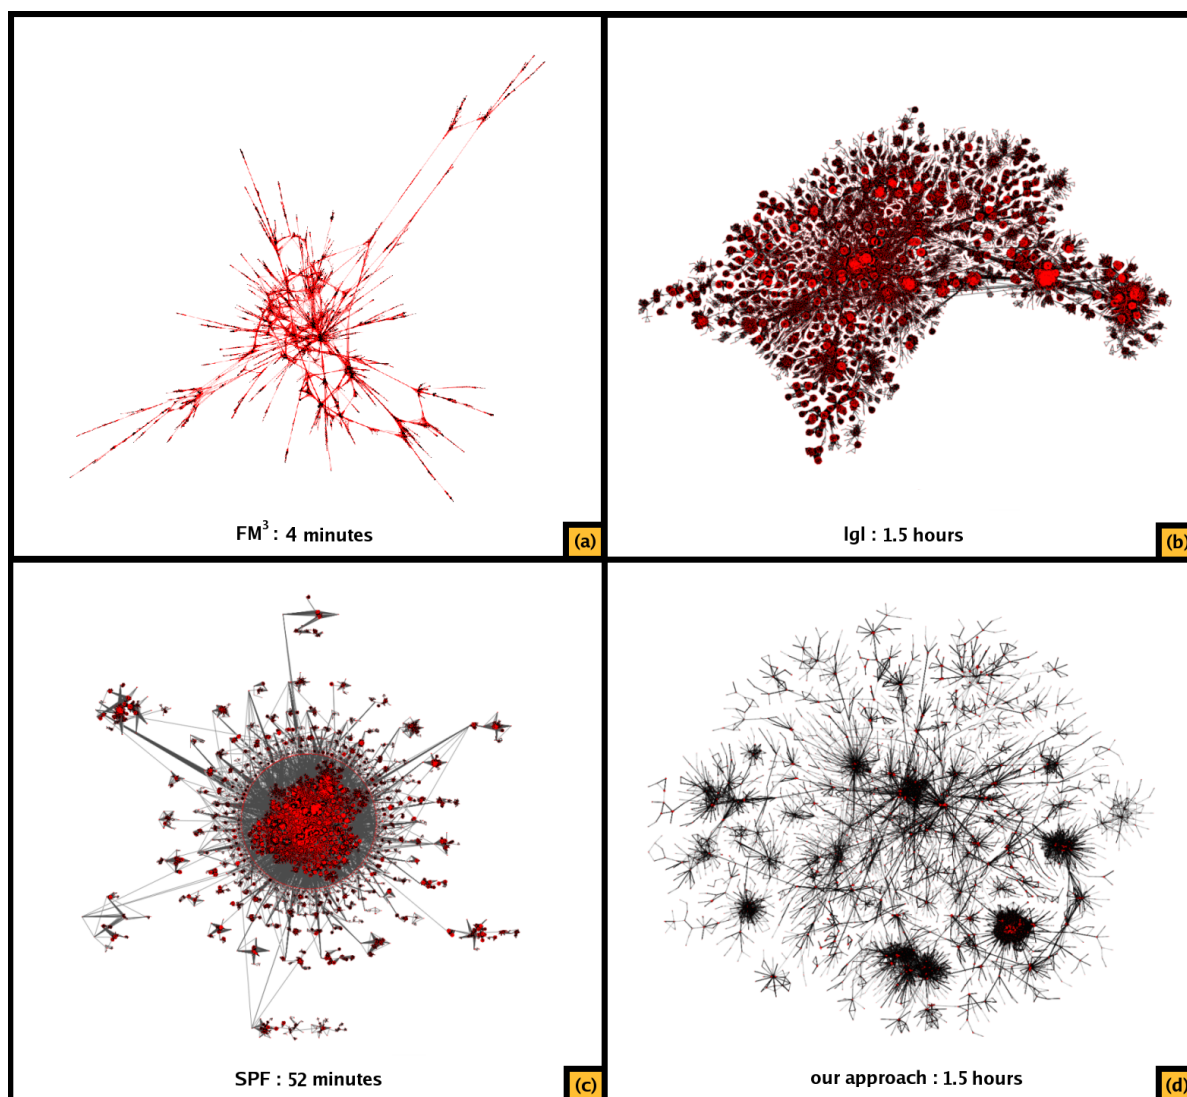 FM³ : 4 minutes
(a)
lgl : 1.5 hours
(b)
SPF : 52 minutes
(c)
our approach : 1.5 hours
(d)